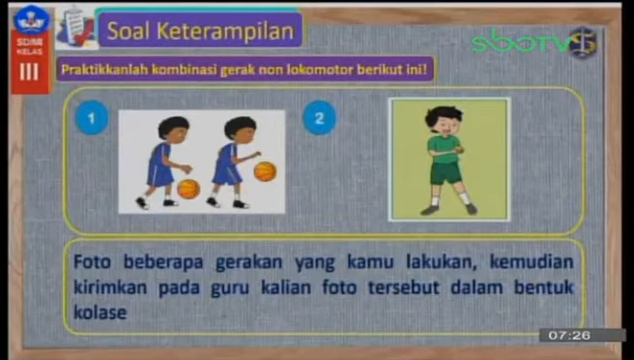 Soal Keterampilan
SD/MI
KELAS
III
sboTV
Praktikkanlah kombinasi gerak non lokomotor berikut ini!
1
2
Foto beberapa gerakan yang kamu lakukan, kemudian
kirimkan pada guru kalian foto tersebut dalam bentuk
kolase
07:26